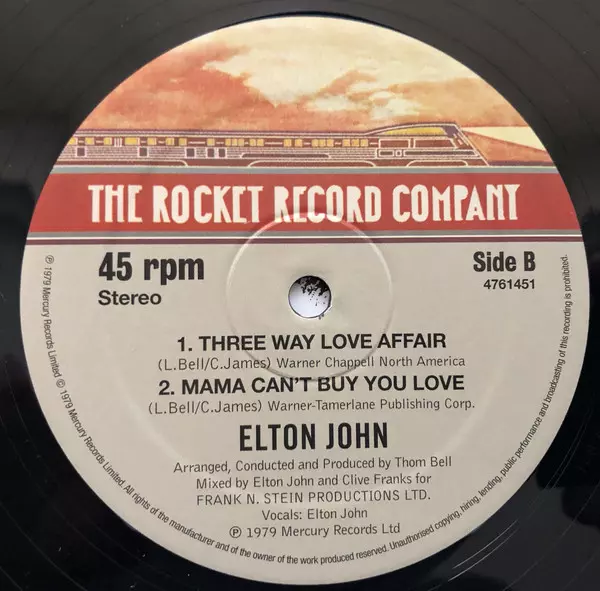 THE ROCKET RECORD COMPANY
45 rpm
Stereo
Side B
4761451
1. THREE WAY LOVE AFFAIR
(L.Bell/C.James) Warner Chappell North America
2. MAMA CAN'T BUY YOU LOVE
(L.Bell/C.James) Warner-Tamerlane Publishing Corp.
ELTON JOHN
Arranged, Conducted and Produced by Thom Bell
Mixed by Elton John and Clive Franks for
FRANK N. STEIN PRODUCTIONS LTD.
Vocals: Elton John
℗ 1979 Mercury Records Ltd
℗ 1979 Mercury Records Limited © 1979 Mercury Records Limited. All rights of the manufacturer and of the owner of the work produced reserved. Unauthorised copying, hiring, lending, public performance and broadcasting of this recording is prohibited.